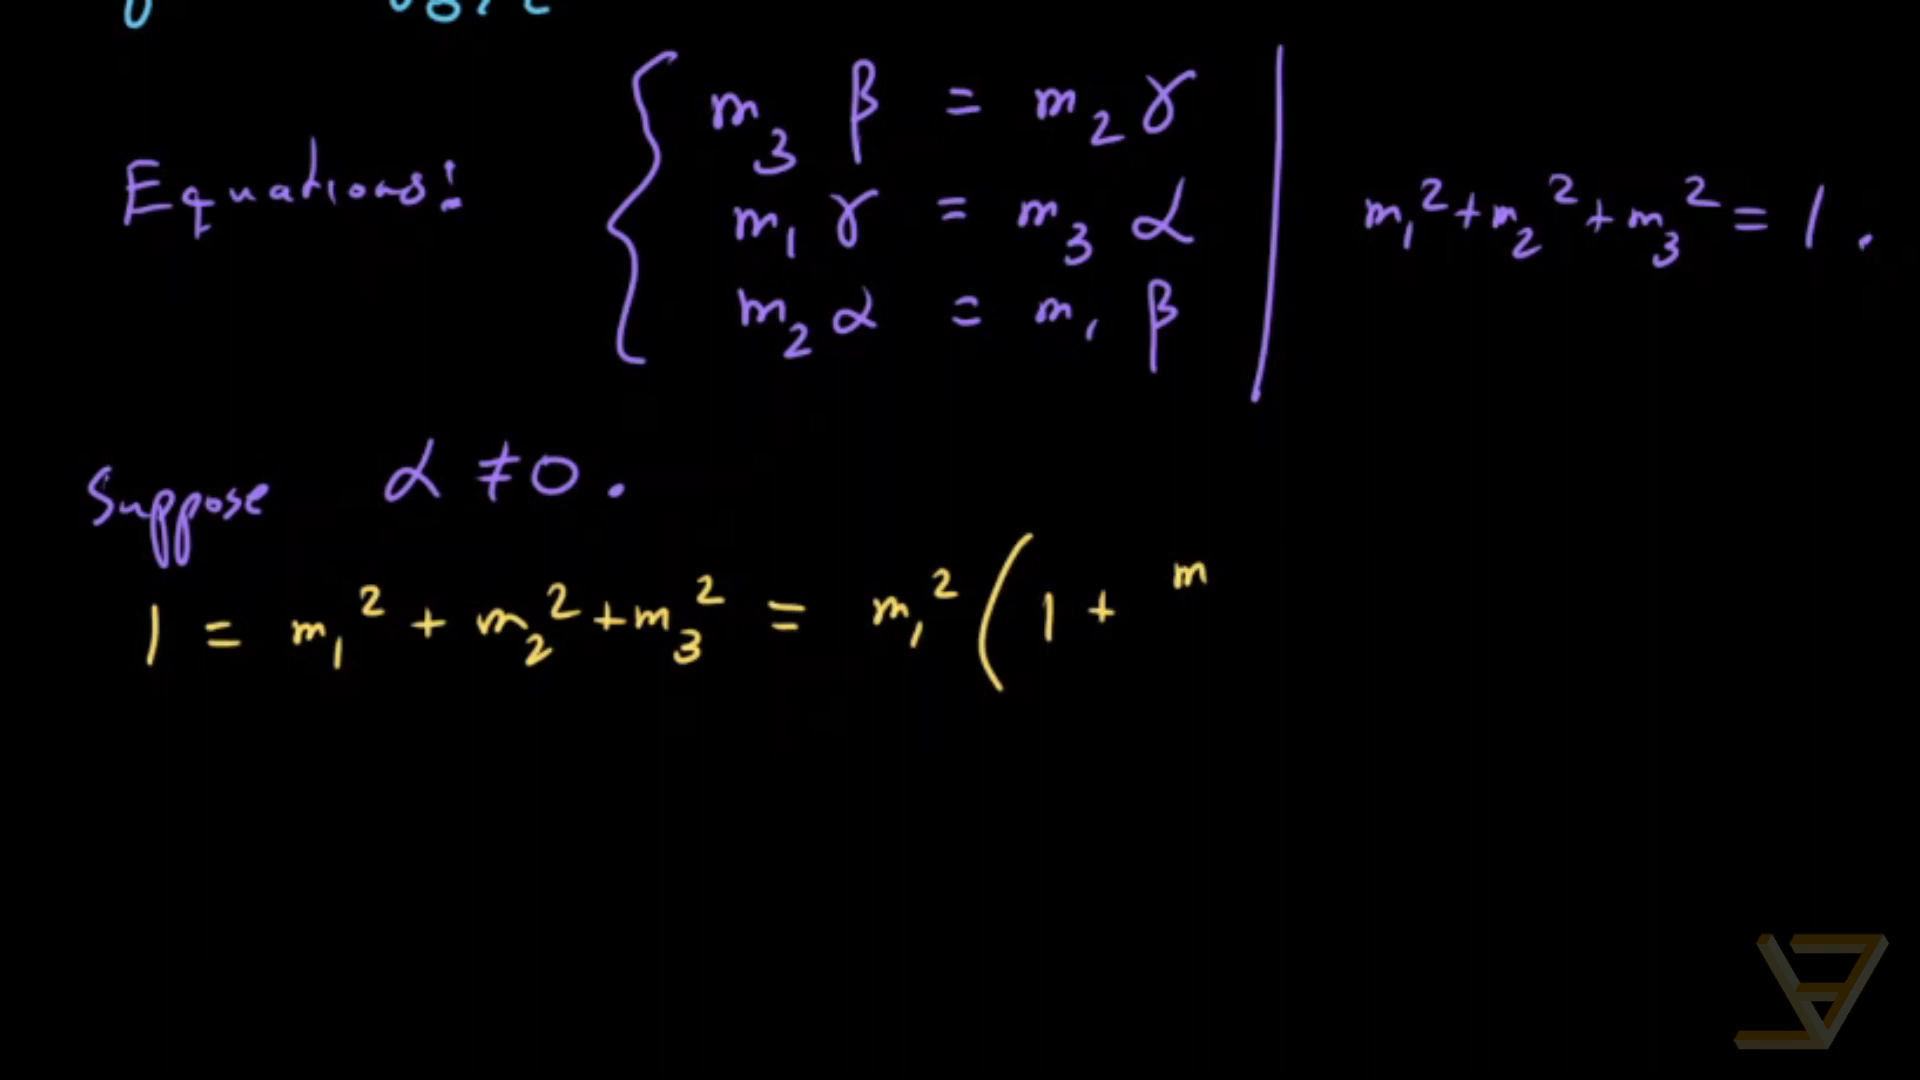 Equations: { m₃ β = m₂ γ
m₁ γ = m₃ α
m₂ α = m₁ β
| m₁² + m₂² + m₃² = 1.
Suppose α ≠ 0.
1 = m₁² + m₂² + m₃² = m₁² ( 1 + m